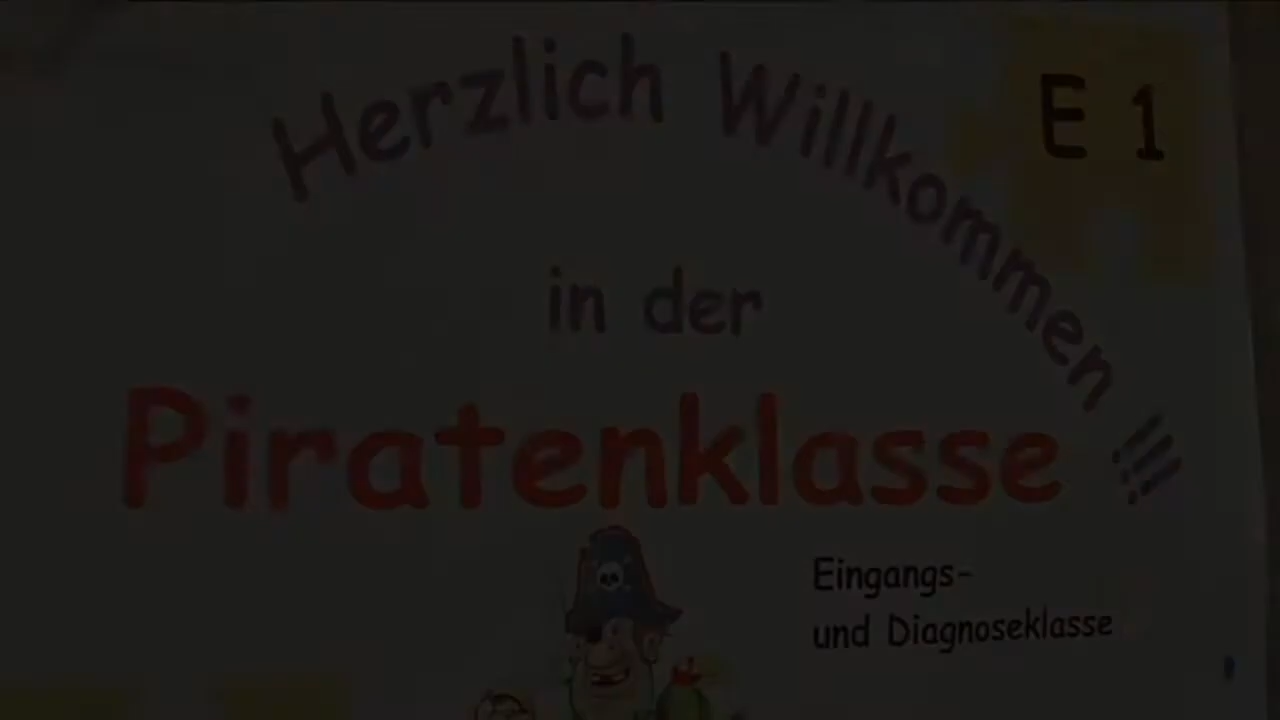 Herzlich Willkommen !!!
E 1
in der
Piratenklasse
Eingangs-
und Diagnoseklasse